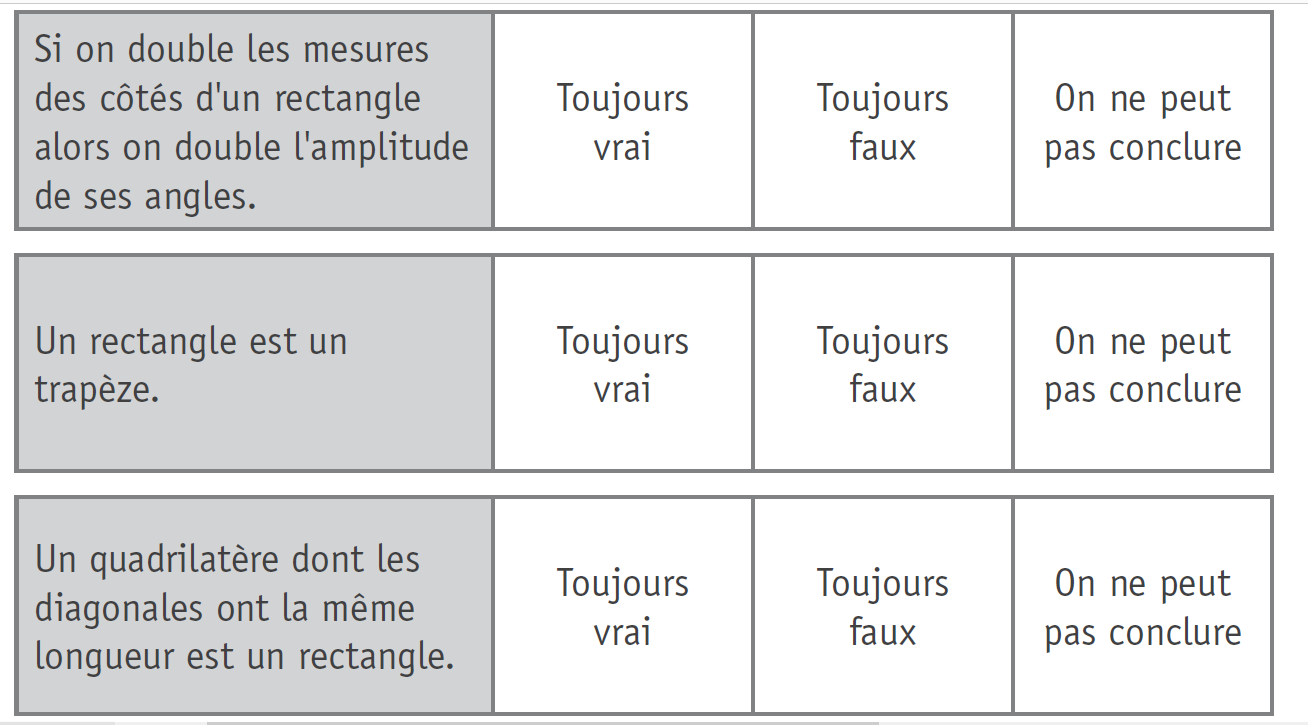 Si on double les mesures
des côtés d'un rectangle
alors on double l'amplitude
de ses angles.
Toujours
vrai
Toujours
faux
On ne peut
pas conclure
Un rectangle est un
trapèze.
Toujours
vrai
Toujours
faux
On ne peut
pas conclure
Un quadrilatère dont les
diagonales ont la même
longueur est un rectangle.
Toujours
vrai
Toujours
faux
On ne peut
pas conclure